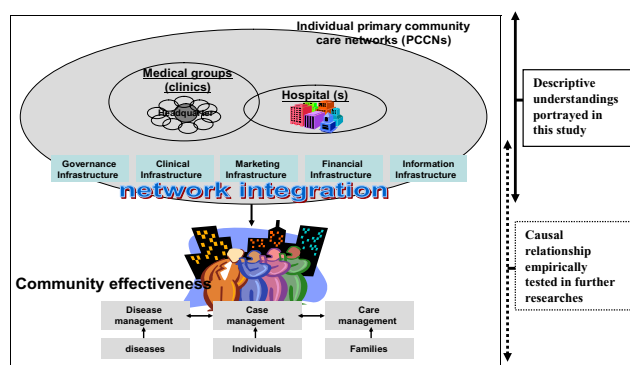 Individual primary community
care networks (PCCNs)
Medical groups
(clinics)
Headquarter
Hospital (s)
Governance
Infrastructure
Clinical
Infrastructure
Marketing
Infrastructure
Financial
Infrastructure
Information
Infrastructure
network integration
Community effectiveness
Disease
management
Case
management
Care
management
diseases
Individuals
Families
Descriptive
understandings
portrayed in
this study
Causal
relationship
empirically
tested in further
researches